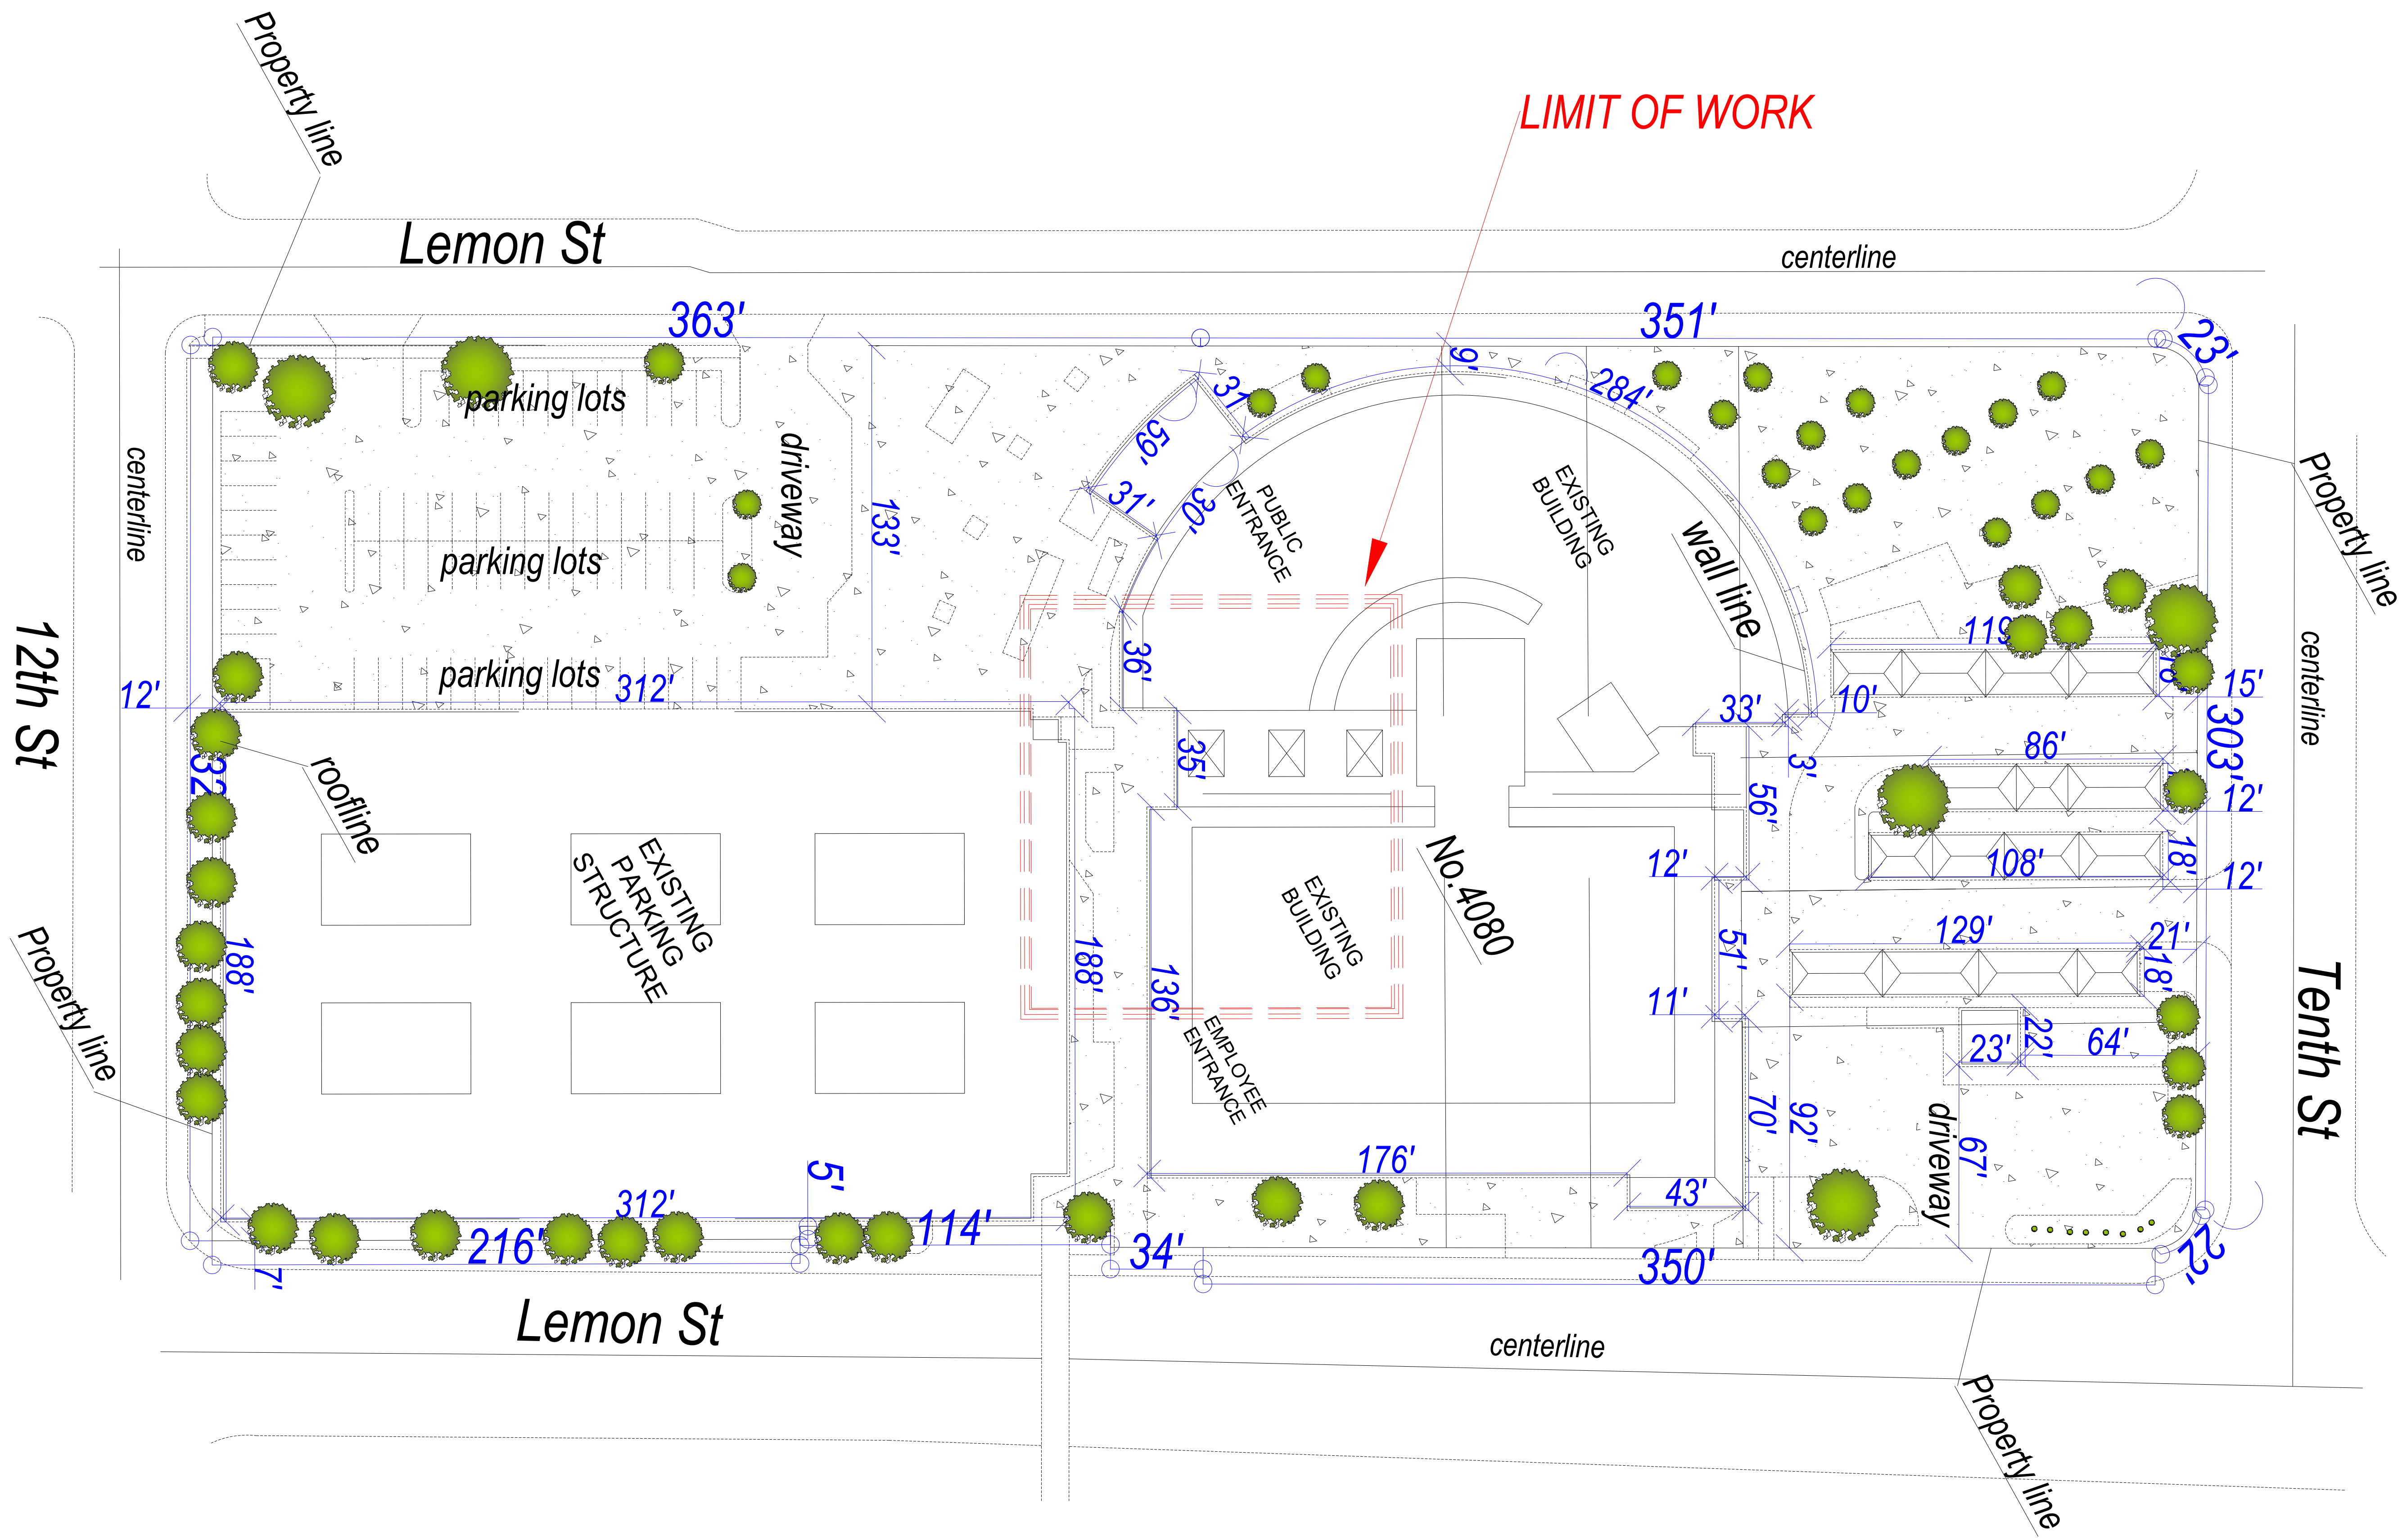 Property line
LIMIT OF WORK
Lemon St
centerline
363'
351'
23'
9'
31'
284'
59'
31'
30'
parking lots
driveway
centerline
133'
PUBLIC
ENTRANCE
EXISTING
BUILDING
wall line
Property line
parking lots
12th St
parking lots
312'
12'
36'
119'
15'
centerline
33'
10'
303'
35'
3'
86'
roofline
56'
12'
EXISTING
PARKING
STRUCTURE
No.4080
12'
108'
18'
12'
EXISTING
BUILDING
Property line
188'
188'
136'
51'
129'
21'
18'
11'
23'
22'
64'
Tenth St
EMPLOYEE
ENTRANCE
70'
92'
driveway
67'
5'
176'
43'
312'
216'
114'
34'
7'
350'
22'
Lemon St
centerline
Property line